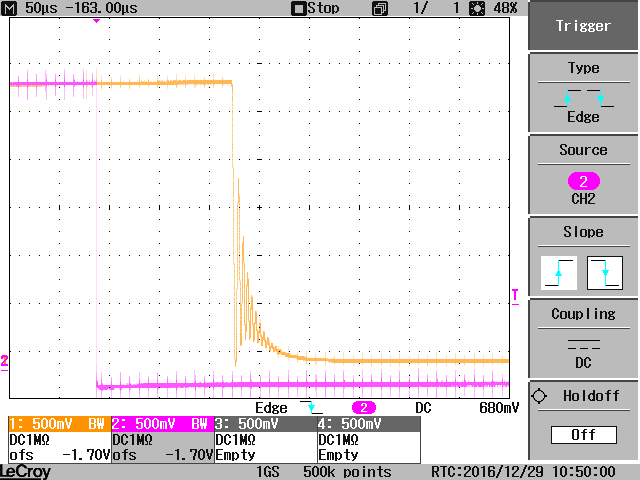 M 50µs -163.00µs Stop 1/ 1 48%
Trigger
Type
Edge
Source
2
CH2
Slope
T
Coupling
DC
2
Holdoff
Off
Edge 2 DC 680mV
1: 500mV BW 2: 500mV BW 3: 500mV 4: 500mV
DC1MΩ DC1MΩ DC1MΩ DC1MΩ
ofs -1.70V ofs -1.70V Empty Empty
LeCroy 1GS 500k points RTC:2016/12/29 10:50:00